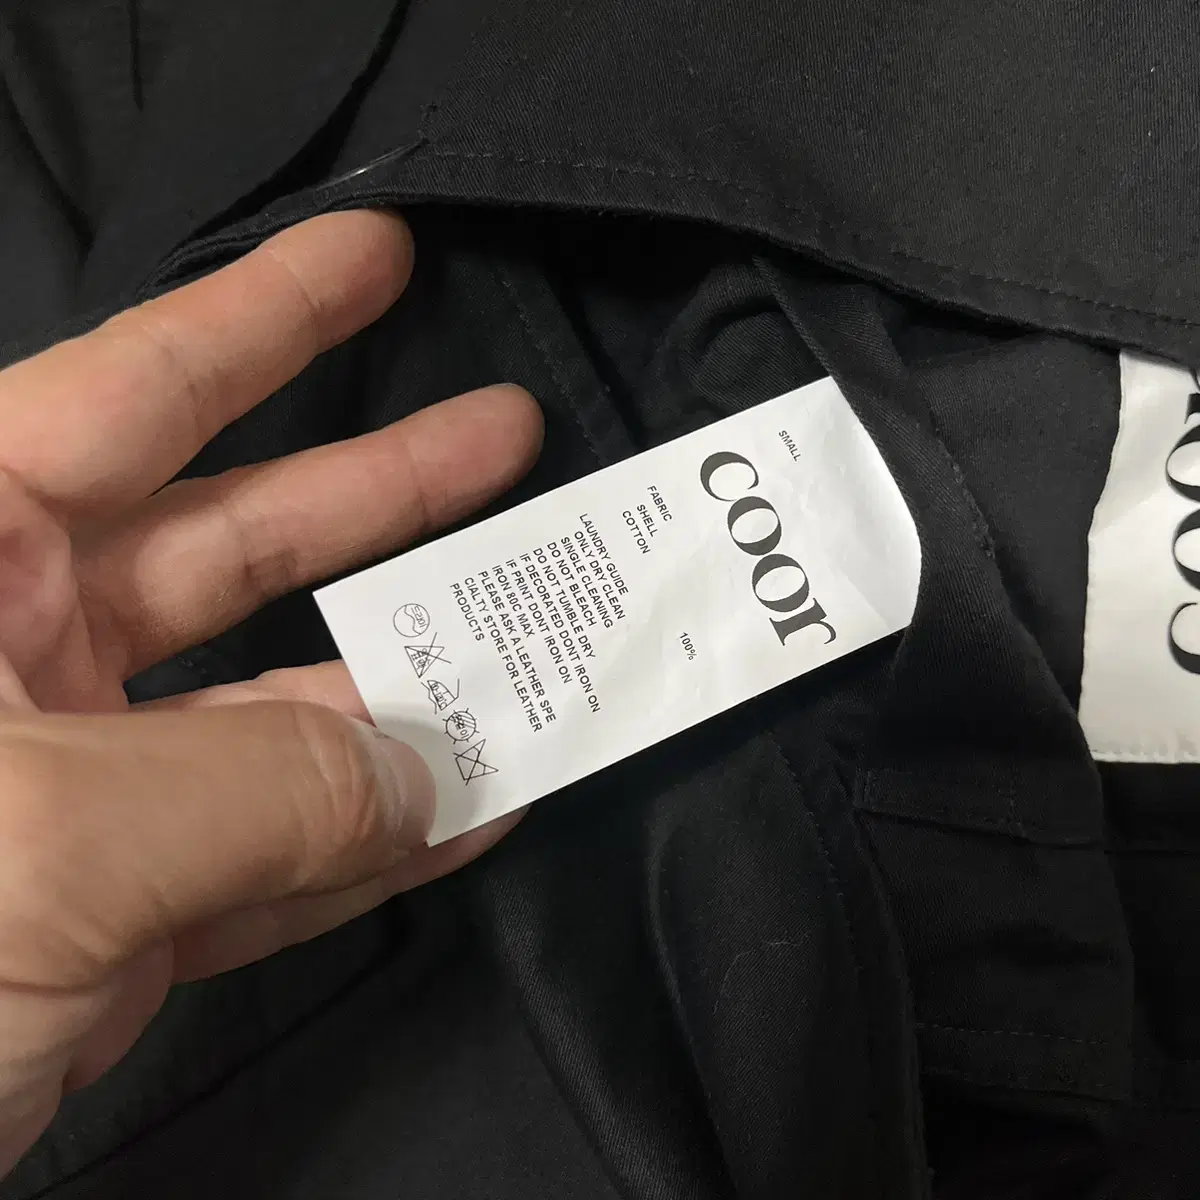 SMALL
coor
FABRIC
SHELL
COTTON 100%
LAUNDRY GUIDE
ONLY DRY CLEAN
SINGLE CLEANING
DO NOT BLEACH
DO NOT TUMBLE DRY
IF DECORATED DONT IRON ON
IF PRINT DONT IRON ON
IRON 80C MAX
PLEASE ASK A LEATHER SPE
CIALTY STORE FOR LEATHER
PRODUCTS